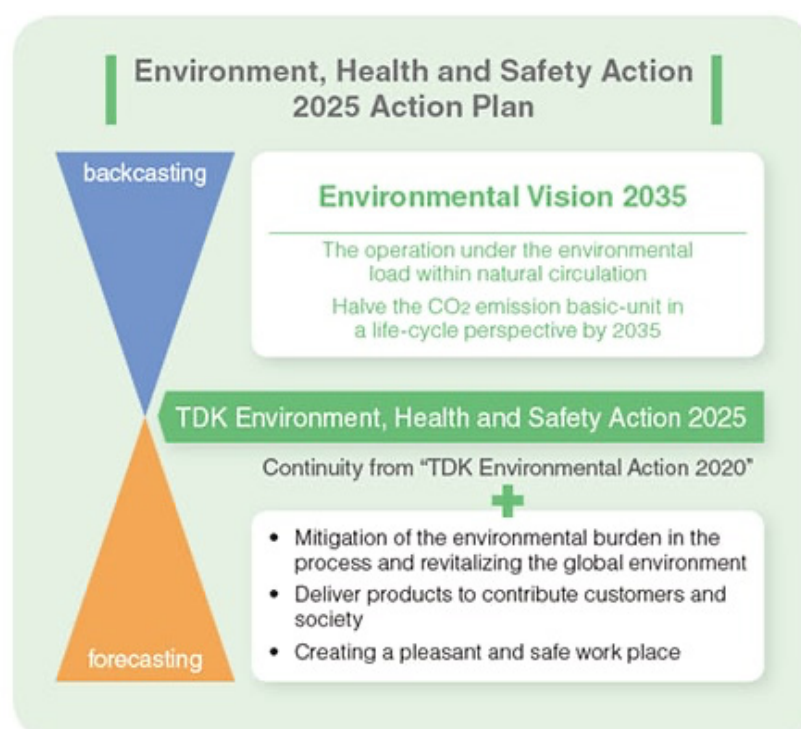 Environment, Health and Safety Action
2025 Action Plan
backcasting
Environmental Vision 2035
The operation under the environmental
load within natural circulation
Halve the CO2 emission basic-unit in
a life-cycle perspective by 2035
TDK Environment, Health and Safety Action 2025
Continuity from “TDK Environmental Action 2020”
• Mitigation of the environmental burden in the
process and revitalizing the global environment
• Deliver products to contribute customers and
society
• Creating a pleasant and safe work place
forecasting